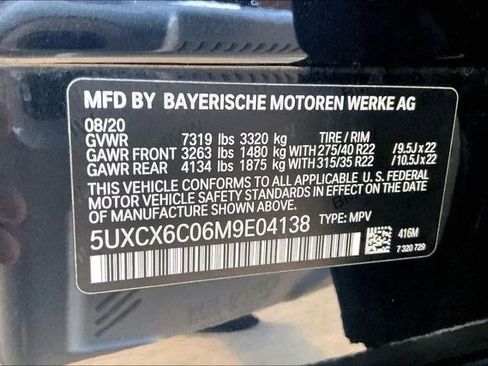 MFD BY BAYERISCHE MOTOREN WERKE AG
08/20
GVWR 7319 lbs 3320 kg TIRE / RIM
GAWR FRONT 3263 lbs 1480 kg WITH 275/40 R22 / 9.5J x 22
GAWR REAR 4134 lbs 1875 kg WITH 315/35 R22 / 10.5J x 22
THIS VEHICLE CONFORMS TO ALL APPLICABLE U.S. FEDERAL
MOTOR VEHICLE SAFETY STANDARDS IN EFFECT ON THE
DATE OF MANUFACTURE SHOWN ABOVE.
5UXCX6C06M9E04138 TYPE: MPV
416M
7 320 729